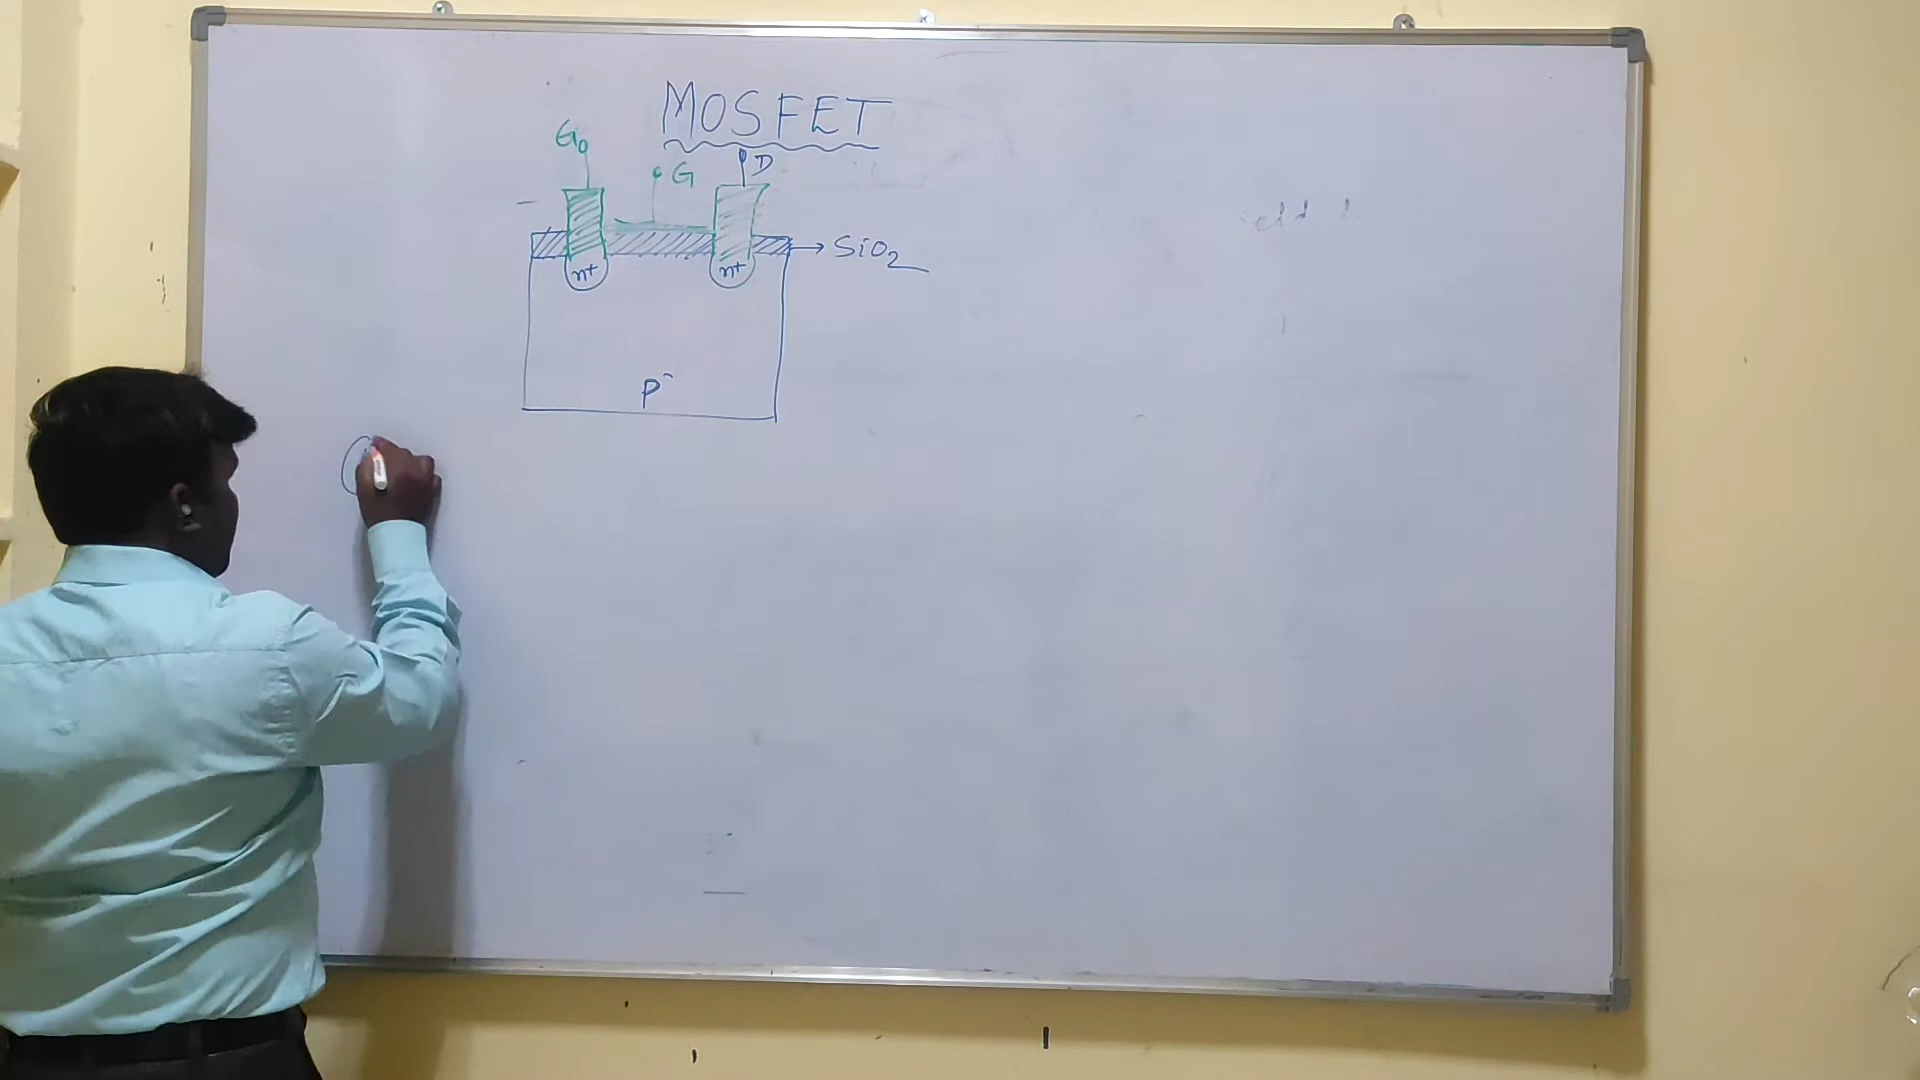 MOSFET
G
G
D
SiO2
n+
n+
p-